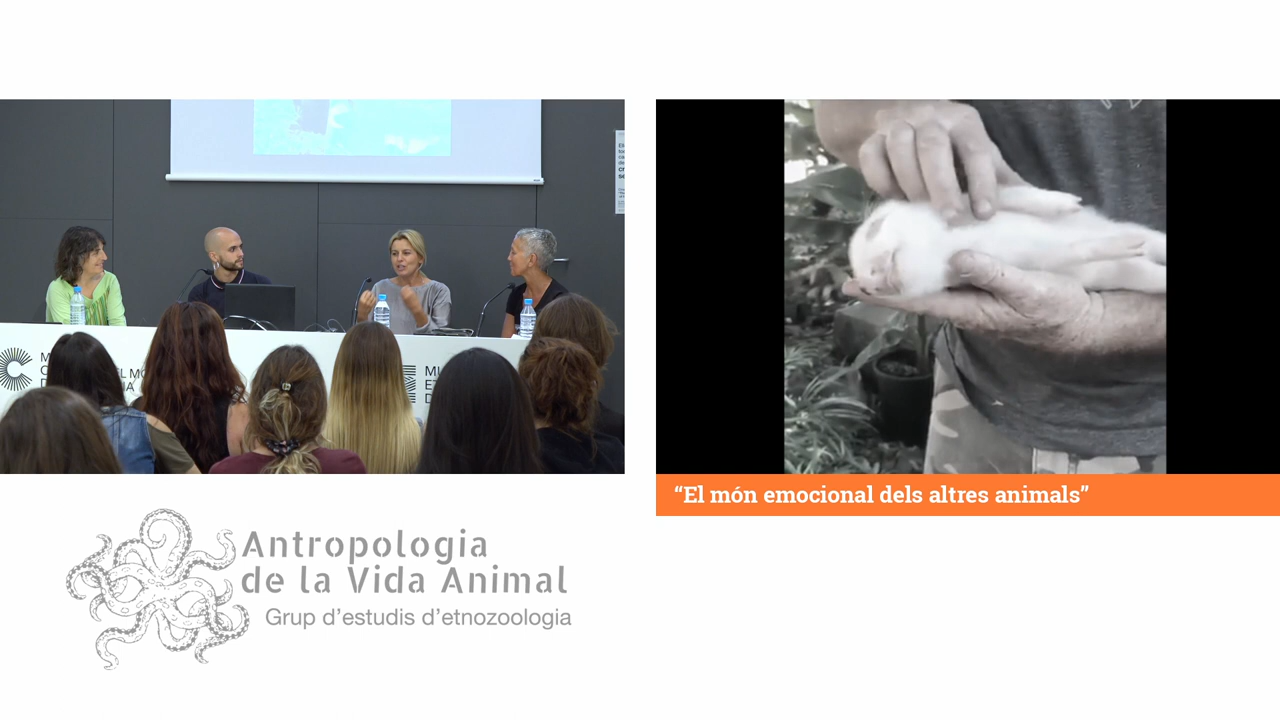 “El món emocional dels altres animals”
Antropologia
de la Vida Animal
Grup d’estudis d’etnozoologia